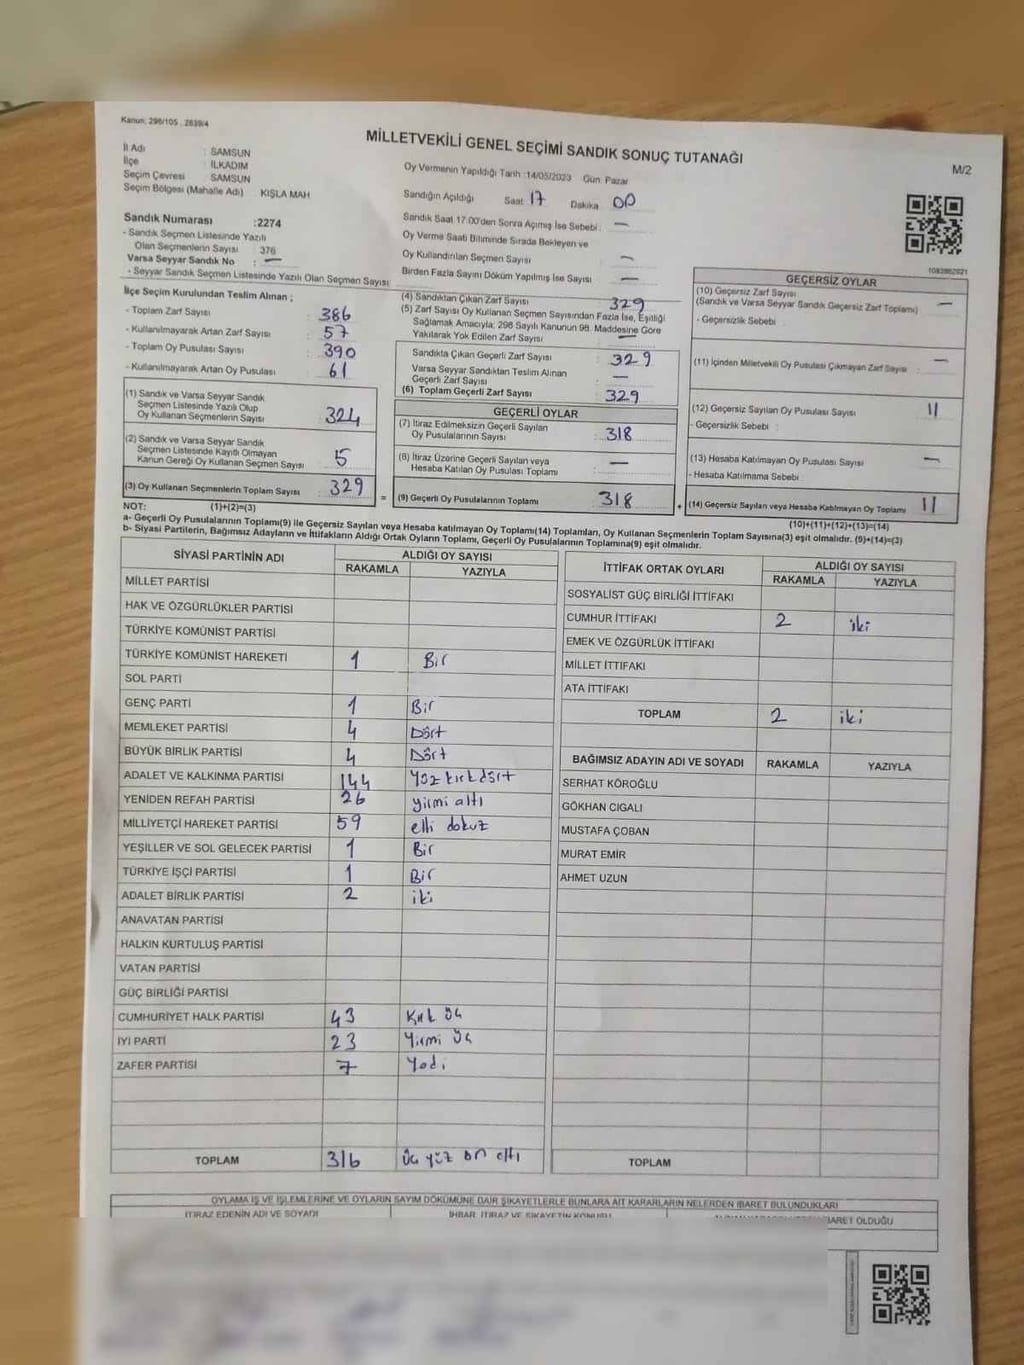 Kanun; 298/105 , 2839/4
MİLLETVEKİLİ GENEL SEÇİMİ SANDIK SONUÇ TUTANAĞI
M/2
İl Adı : SAMSUN
İlçe : İLKADIM
Seçim Çevresi : SAMSUN
Seçim Bölgesi (Mahalle Adı) : KIŞLA MAH
Oy Vermenin Yapıldığı Tarih :14/05/2023 Gün: Pazar
Sandığın Açıldığı Saat 17 Dakika 00
Sandık Saat 17:00'den Sonra Açımış İse Sebebi : —
Oy Verme Saati Bitiminde Sırada Bekleyen ve
Oy Kullandırılan Seçmen Sayısı : —
Birden Fazla Sayım Döküm Yapılmış İse Sayısı : —
Sandık Numarası :2274
- Sandık Seçmen Listesinde Yazılı
Olan Seçmenlerin Sayısı : 376
Varsa Seyyar Sandık No : —
- Seyyar Sandık Seçmen Listesinde Yazılı Olan Seçmen Sayısı :
1083862021
İlçe Seçim Kurulundan Teslim Alınan ;
- Toplam Zarf Sayısı : 386
- Kullanılmayarak Artan Zarf Sayısı : 57
- Toplam Oy Pusulası Sayısı : 390
- Kullanılmayarak Artan Oy Pusulası : 61
(1) Sandık ve Varsa Seyyar Sandık
Seçmen Listesinde Yazılı Olup
Oy Kullanan Seçmenlerin Sayısı : 324
(2) Sandık ve Varsa Seyyar Sandık
Seçmen Listesinde Kayıtlı Olmayan
Kanun Gereği Oy Kullanan Seçmen Sayısı : 5
(3) Oy Kullanan Seçmenlerin Toplam Sayısı : 329
(4) Sandıktan Çıkan Zarf Sayısı : 329
(5) Zarf Sayısı Oy Kullanan Seçmen Sayısından Fazla İse, Eşitliği
Sağlamak Amacıyla; 298 Sayılı Kanunun 98. Maddesine Göre
Yakılarak Yok Edilen Zarf Sayısı : —
Sandıkta Çıkan Geçerli Zarf Sayısı : 329
Varsa Seyyar Sandıktan Teslim Alınan
Geçerli Zarf Sayısı : —
(6) Toplam Geçerli Zarf Sayısı : 329
GEÇERLİ OYLAR
(7) İtiraz Edilmeksizin Geçerli Sayılan
Oy Pusulalarının Sayısı : 318
(8) İtiraz Üzerine Geçerli Sayılan veya
Hesaba Katılan Oy Pusulası Toplamı : —
= (9) Geçerli Oy Pusulalarının Toplamı : 318
GEÇERSİZ OYLAR
(10) Geçersiz Zarf Sayısı
(Sandık ve Varsa Seyyar Sandık Geçersiz Zarf Toplamı) : —
- Geçersizlik Sebebi :
(11) İçinden Milletvekili Oy Pusulası Çıkmayan Zarf Sayısı : —
(12) Geçersiz Sayılan Oy Pusulası Sayısı : 11
- Geçersizlik Sebebi :
(13) Hesaba Katılmayan Oy Pusulası Sayısı : —
- Hesaba Katılmama Sebebi :
+ (14) Geçersiz Sayılan veya Hesaba Katılmayan Oy Toplamı : 11
NOT: (1)+(2)=(3)
(10)+(11)+(12)+(13)=(14)
a- Geçerli Oy Pusulalarının Toplamı(9) ile Geçersiz Sayılan veya Hesaba katılmayan Oy Toplamı(14) Toplamları, Oy Kullanan Seçmenlerin Toplam Sayısına(3) eşit olmalıdır. (9)+(14)=(3)
b- Siyasi Partilerin, Bağımsız Adayların ve İttifakların Aldığı Ortak Oyların Toplamı, Geçerli Oy Pusulalarının Toplamına(9) eşit olmalıdır.
SİYASİ PARTİNİN ADI ALDIĞI OY SAYISI
RAKAMLA YAZIYLA
MİLLET PARTİSİ
HAK VE ÖZGÜRLÜKLER PARTİSİ
TÜRKİYE KOMÜNİST PARTİSİ
TÜRKİYE KOMÜNİST HAREKETİ 1 Bir
SOL PARTİ
GENÇ PARTİ 1 Bir
MEMLEKET PARTİSİ 4 Dört
BÜYÜK BİRLİK PARTİSİ 4 Dört
ADALET VE KALKINMA PARTİSİ 144 Yüz kırk dört
YENİDEN REFAH PARTİSİ 26 yirmi altı
MİLLİYETÇİ HAREKET PARTİSİ 59 elli dokuz
YEŞİLLER VE SOL GELECEK PARTİSİ 1 Bir
TÜRKİYE İŞÇİ PARTİSİ 1 Bir
ADALET BİRLİK PARTİSİ 2 iki
ANAVATAN PARTİSİ
HALKIN KURTULUŞ PARTİSİ
VATAN PARTİSİ
GÜÇ BİRLİĞİ PARTİSİ
CUMHURİYET HALK PARTİSİ 43 Kırk üç
İYİ PARTİ 23 Yirmi üç
ZAFER PARTİSİ 7 Yedi
TOPLAM 316 üç yüz on altı
İTTİFAK ORTAK OYLARI ALDIĞI OY SAYISI
RAKAMLA YAZIYLA
SOSYALİST GÜÇ BİRLİĞİ İTTİFAKI
CUMHUR İTTİFAKI 2 iki
EMEK VE ÖZGÜRLÜK İTTİFAKI
MİLLET İTTİFAKI
ATA İTTİFAKI
TOPLAM 2 iki
BAĞIMSIZ ADAYIN ADI VE SOYADI RAKAMLA YAZIYLA
SERHAT KÖROĞLU
GÖKHAN CIGALI
MUSTAFA ÇOBAN
MURAT EMİR
AHMET UZUN
TOPLAM
OYLAMA İŞ VE İŞLEMLERİNE VE OYLARIN SAYIM DÖKÜMÜNE DAİR ŞİKAYETLERLE BUNLARA AİT KARARLARIN NELERDEN İBARET BULUNDUKLARI
İTİRAZ EDENİN ADI VE SOYADI İHBAR, İTİRAZ VE ŞİKAYETİN KONUSU İBARET OLDUĞU